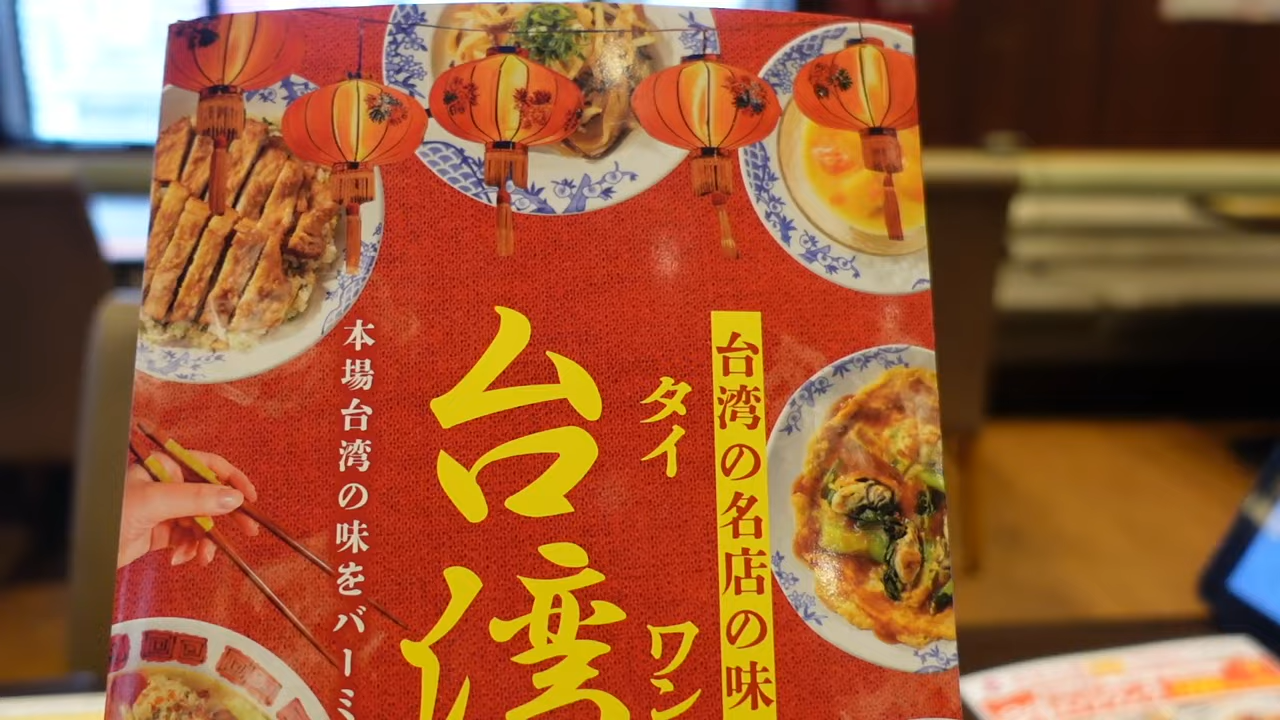 台湾の名店の味
タイワン
台湾
本場台湾の味をバーミ